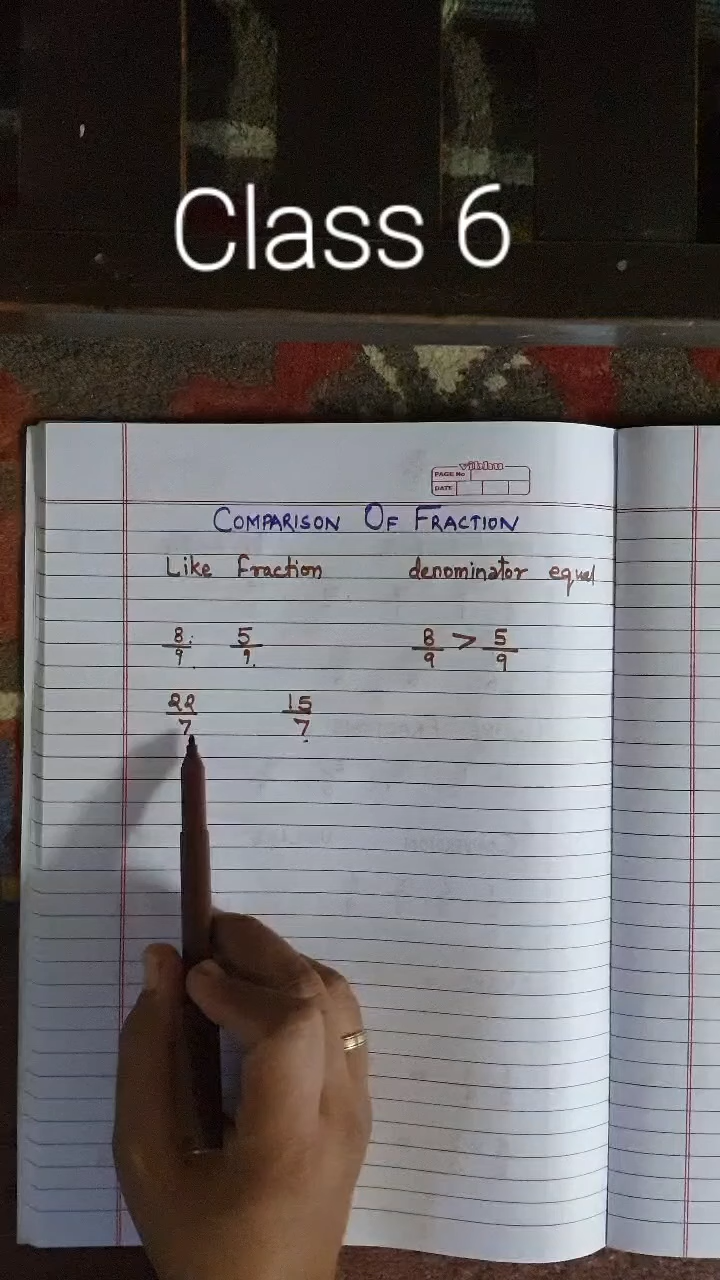 Class 6
vibhu
PAGE No
DATE
COMPARISON OF FRACTION
Like fraction denominator equal
8/9 5/9 8/9 > 5/9
22/7 15/7